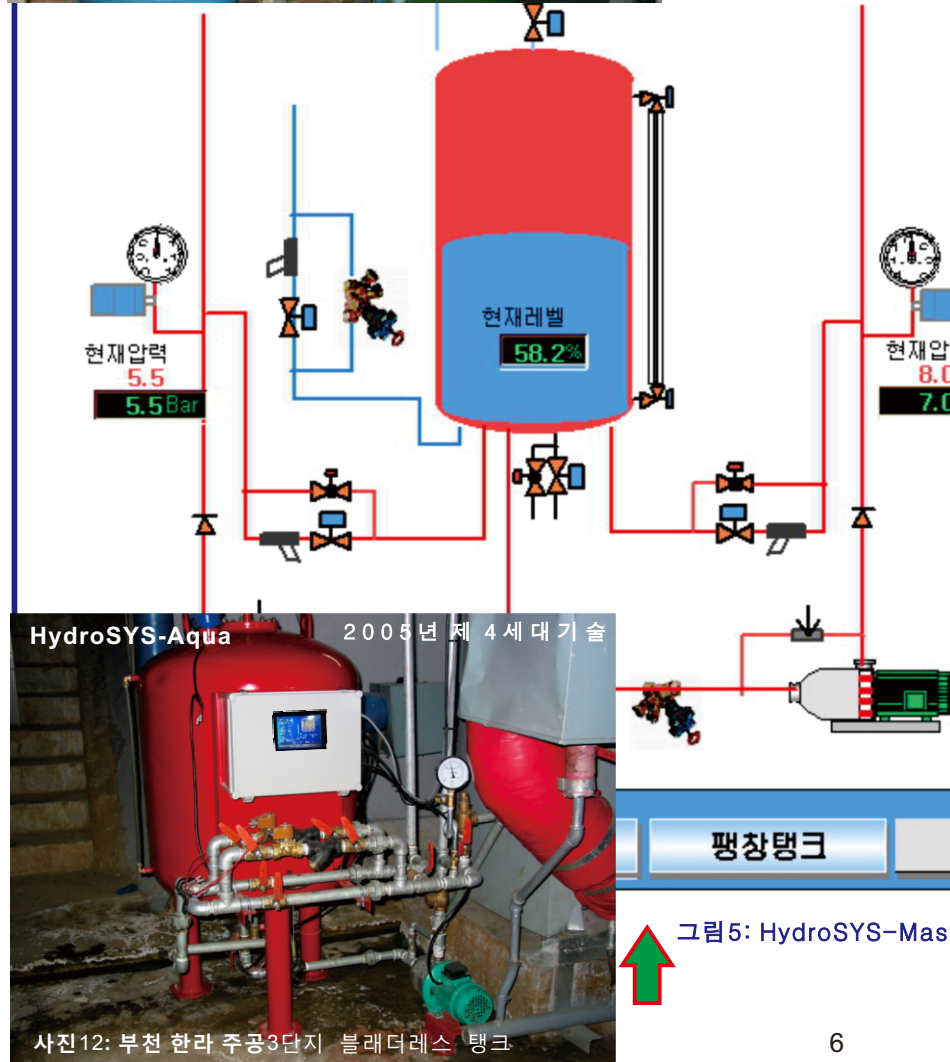 현재레벨
58.2%
현재압력
5.5
5.5 Bar
현재압
8.0
7.0
HydroSYS-Aqua
2005년 제 4세대기술
팽창탱크
그림5: HydroSYS-Mas
사진12: 부천 한라 주공3단지 블래더레스 탱크
6